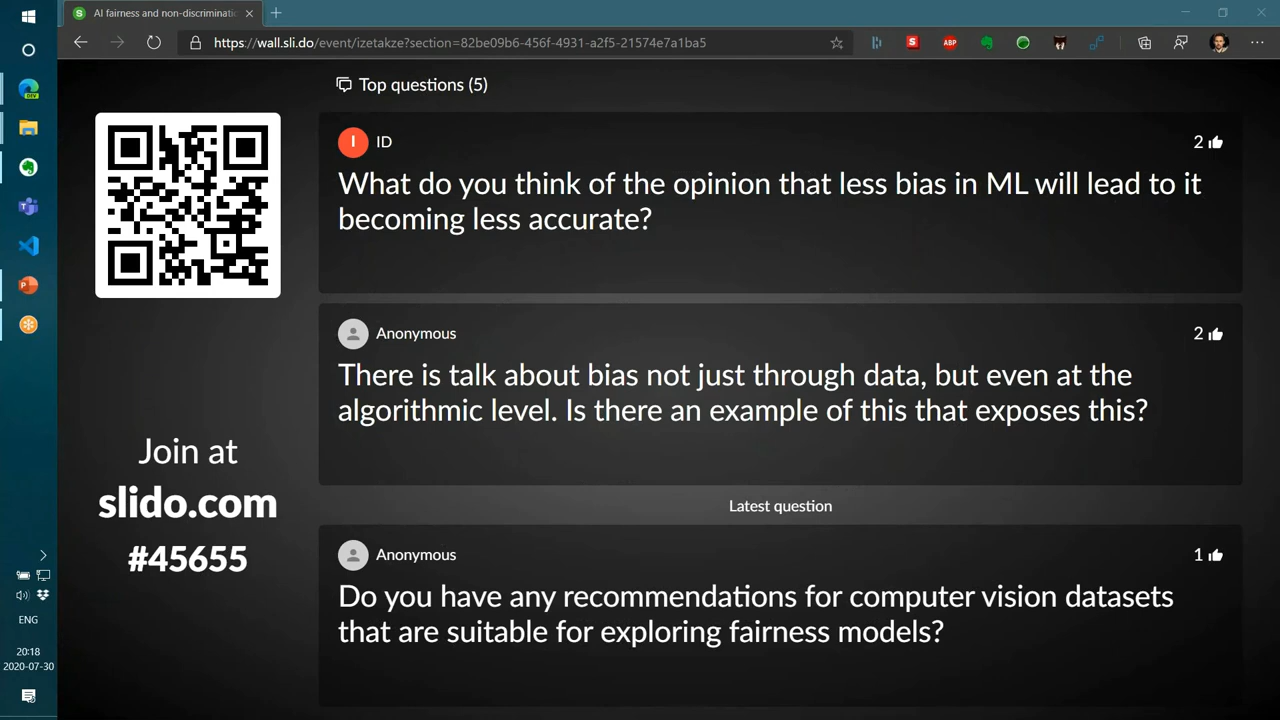 AI fairness and non-discriminati
https://wall.sli.do/event/izetakze?section=82be09b6-456f-4931-a2f5-21574e7a1ba5
ABP
Top questions (5)
I ID
2
What do you think of the opinion that less bias in ML will lead to it
becoming less accurate?
Anonymous
2
There is talk about bias not just through data, but even at the
algorithmic level. Is there an example of this that exposes this?
Join at
slido.com
#45655
Latest question
Anonymous
1
Do you have any recommendations for computer vision datasets
that are suitable for exploring fairness models?
ENG
20:18
2020-07-30